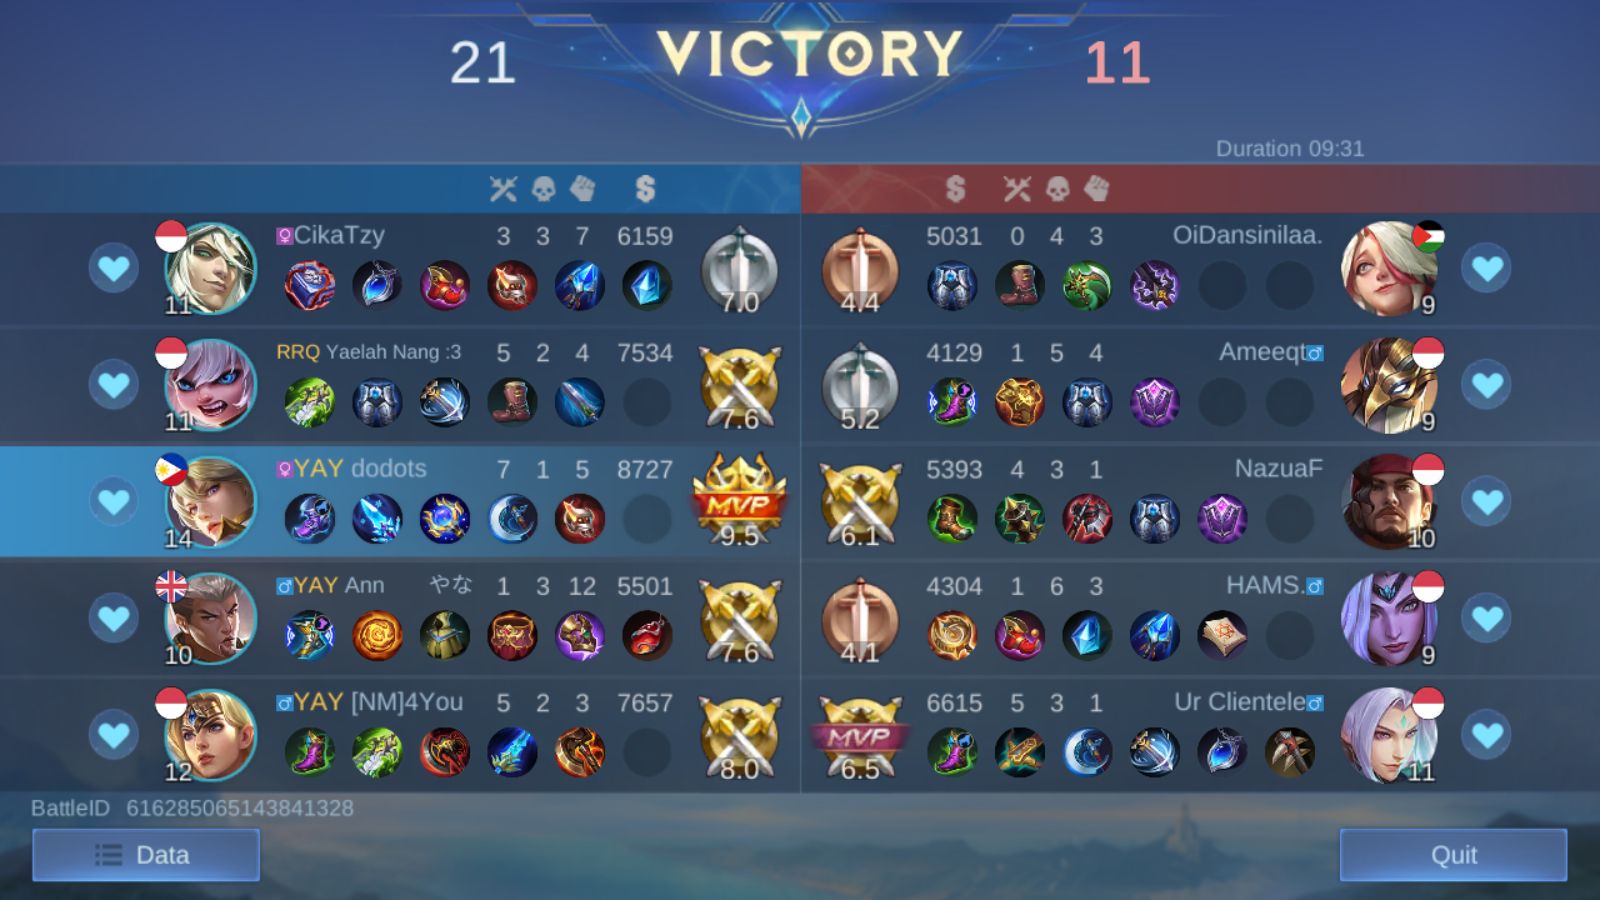 21 VICTORY 11
Duration 09:31
CikaTzy 3 3 7 6159
11 7.0
5031 0 4 3 OiDansinilaa.
4.4 9
RRQ Yaelah Nang :3 5 2 4 7534
11 7.6
4129 1 5 4 Ameeqt
5.2 9
YAY dodots 7 1 5 8727
MVP
14 9.5
5393 4 3 1 NazuaF
6.1 10
YAY Ann やな 1 3 12 5501
10 7.6
4304 1 6 3 HAMS.
4.1 9
YAY [NM]4You 5 2 3 7657
12 8.0
6615 5 3 1 Ur Clientele
MVP
6.5 11
BattleID 616285065143841328
Data
Quit